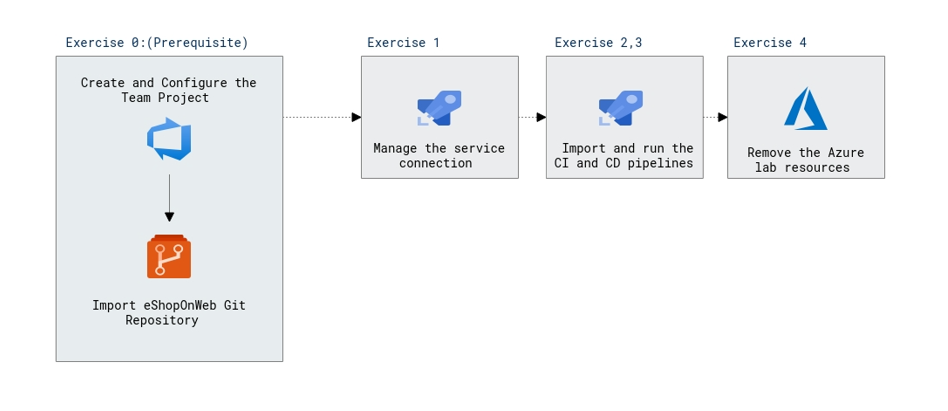 Exercise 0:(Prerequisite)
Create and Configure the
Team Project
Import eShopOnWeb Git
Repository
Exercise 1
Manage the service
connection
Exercise 2,3
Import and run the
CI and CD pipelines
Exercise 4
Remove the Azure
lab resources